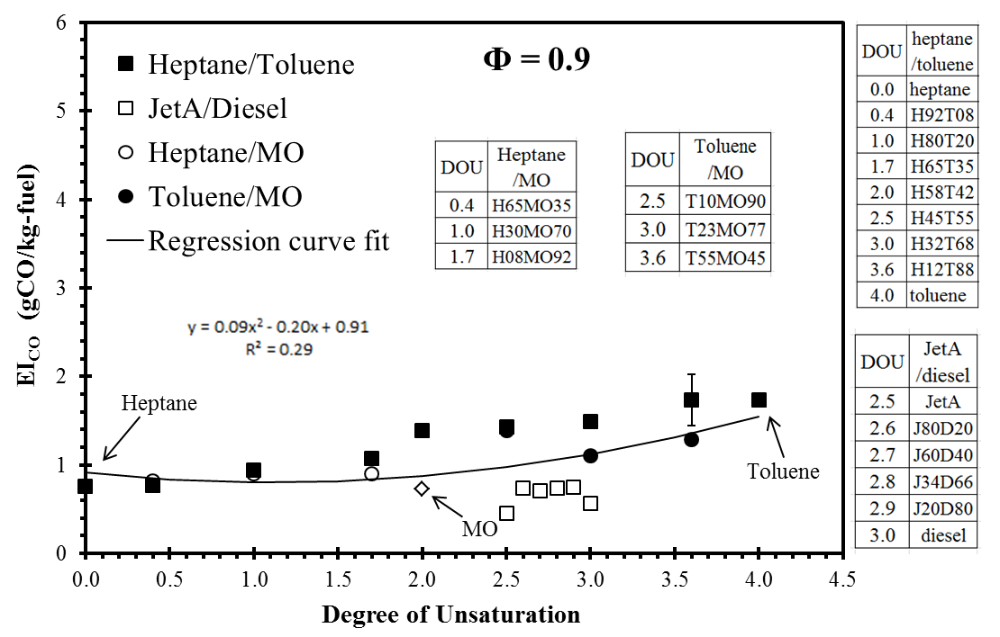 Φ = 0.9
Heptane/Toluene
JetA/Diesel
Heptane/MO
Toluene/MO
Regression curve fit
y = 0.09x² - 0.20x + 0.91
R² = 0.29
Heptane
MO
Toluene
EI_CO (gCO/kg-fuel)
6
5
4
3
2
1
0
0.0 0.5 1.0 1.5 2.0 2.5 3.0 3.5 4.0 4.5
Degree of Unsaturation
DOU Heptane
/MO
0.4 H65MO35
1.0 H30MO70
1.7 H08MO92
DOU Toluene
/MO
2.5 T10MO90
3.0 T23MO77
3.6 T55MO45
DOU heptane
/toluene
0.0 heptane
0.4 H92T08
1.0 H80T20
1.7 H65T35
2.0 H58T42
2.5 H45T55
3.0 H32T68
3.6 H12T88
4.0 toluene
DOU JetA
/diesel
2.5 JetA
2.6 J80D20
2.7 J60D40
2.8 J34D66
2.9 J20D80
3.0 diesel